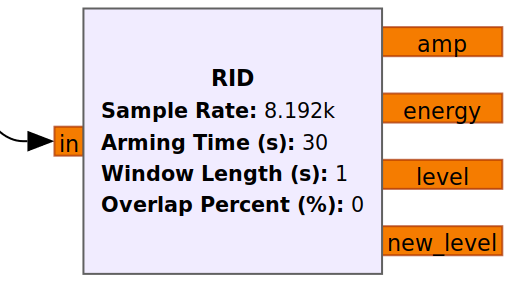 RID
Sample Rate: 8.192k
Arming Time (s): 30
Window Length (s): 1
Overlap Percent (%): 0
in
amp
energy
level
new_level